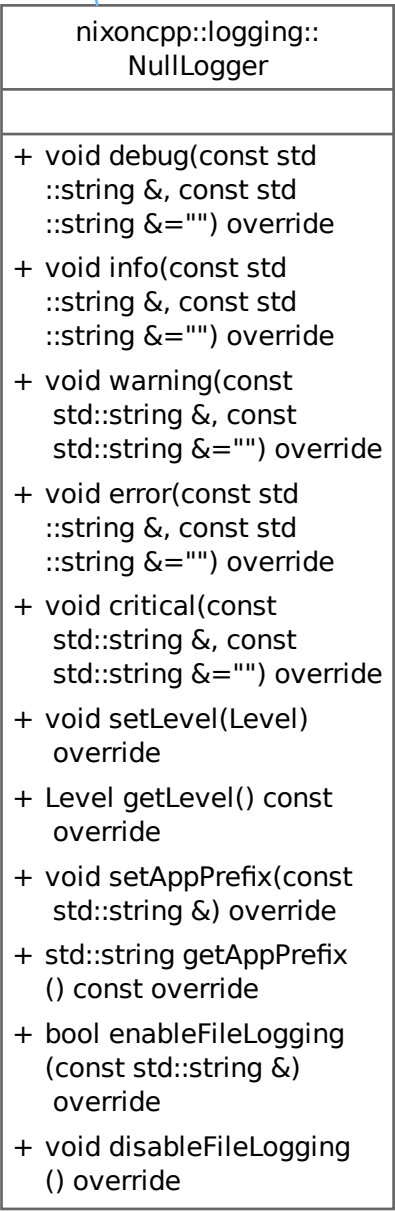 nixoncpp::logging::
NullLogger
+ void debug(const std
::string &, const std
::string &="") override
+ void info(const std
::string &, const std
::string &="") override
+ void warning(const
std::string &, const
std::string &="") override
+ void error(const std
::string &, const std
::string &="") override
+ void critical(const
std::string &, const
std::string &="") override
+ void setLevel(Level)
override
+ Level getLevel() const
override
+ void setAppPrefix(const
std::string &) override
+ std::string getAppPrefix
() const override
+ bool enableFileLogging
(const std::string &)
override
+ void disableFileLogging
() override